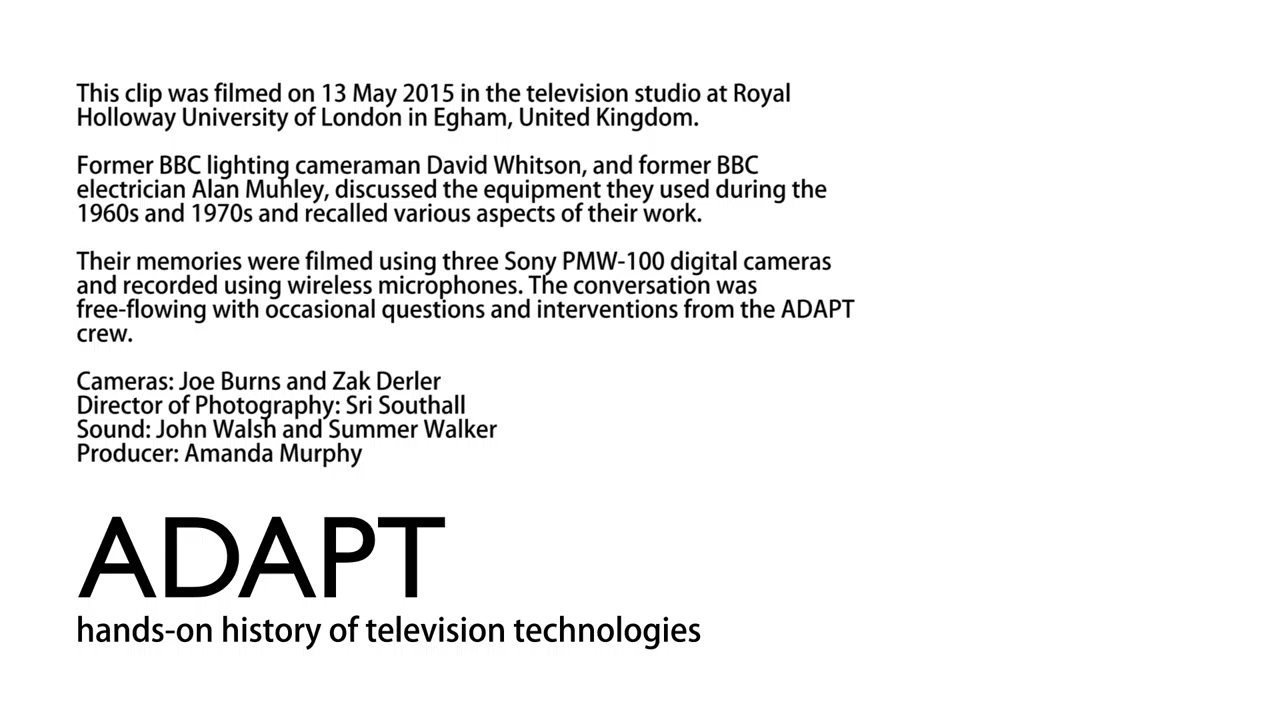 This clip was filmed on 13 May 2015 in the television studio at Royal
Holloway University of London in Egham, United Kingdom.
Former BBC lighting cameraman David Whitson, and former BBC
electrician Alan Muhley, discussed the equipment they used during the
1960s and 1970s and recalled various aspects of their work.
Their memories were filmed using three Sony PMW-100 digital cameras
and recorded using wireless microphones. The conversation was
free-flowing with occasional questions and interventions from the ADAPT
crew.
Cameras: Joe Burns and Zak Derler
Director of Photography: Sri Southall
Sound: John Walsh and Summer Walker
Producer: Amanda Murphy
ADAPT
hands-on history of television technologies